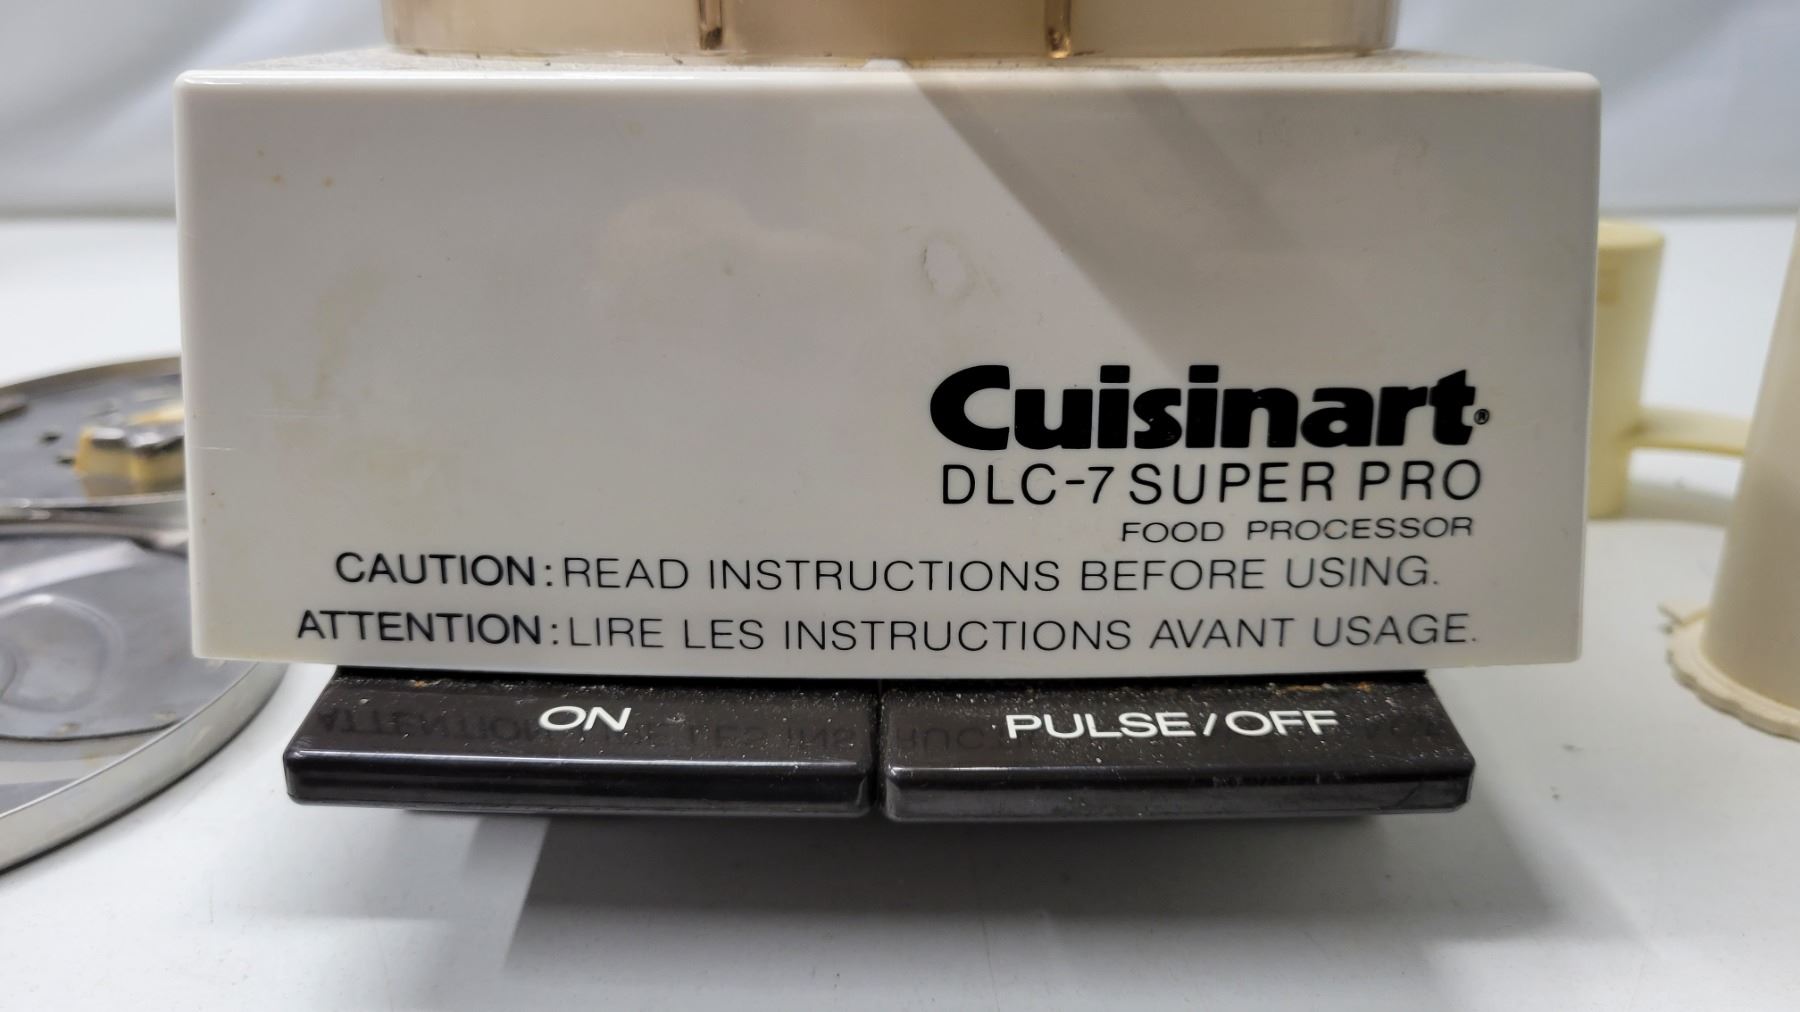 Cuisinart®
DLC-7 SUPER PRO
FOOD PROCESSOR
CAUTION: READ INSTRUCTIONS BEFORE USING.
ATTENTION: LIRE LES INSTRUCTIONS AVANT USAGE.
ON
PULSE/OFF